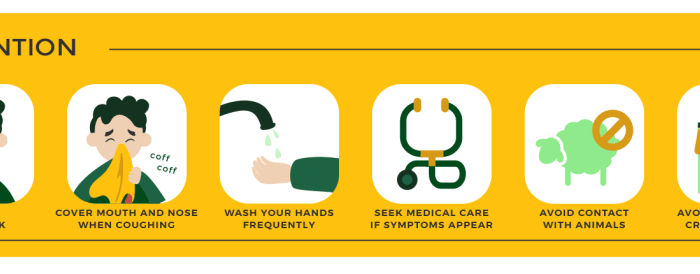 NTION
coff
coff
K
COVER MOUTH AND NOSE
WHEN COUGHING
WASH YOUR HANDS
FREQUENTLY
SEEK MEDICAL CARE
IF SYMPTOMS APPEAR
AVOID CONTACT
WITH ANIMALS
AVO
CR